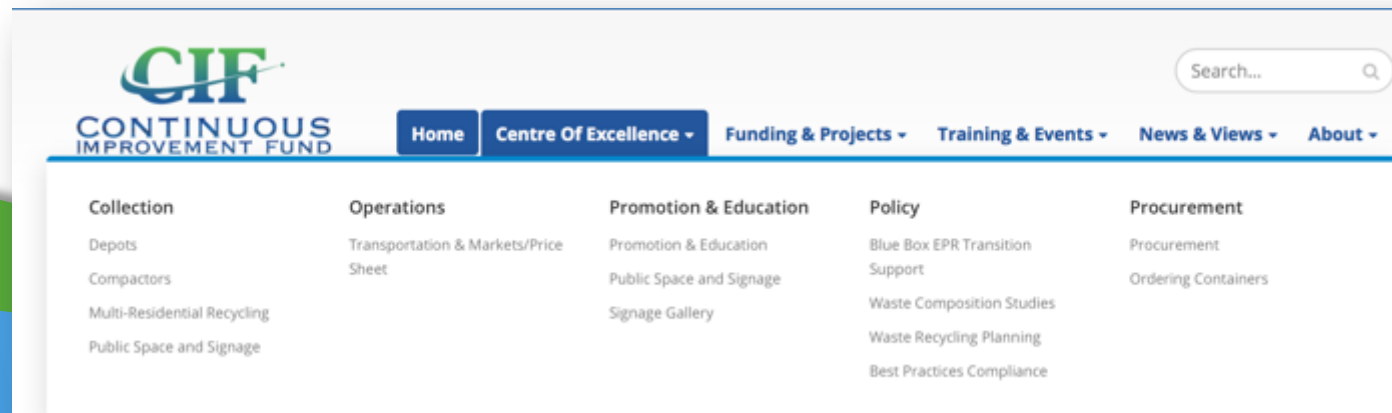 CIF
CONTINUOUS
IMPROVEMENT FUND
Search...
Home Centre Of Excellence Funding & Projects Training & Events News & Views About
Collection
Depots
Compactors
Multi-Residential Recycling
Public Space and Signage
Operations
Transportation & Markets/Price
Sheet
Promotion & Education
Promotion & Education
Public Space and Signage
Signage Gallery
Policy
Blue Box EPR Transition
Support
Waste Composition Studies
Waste Recycling Planning
Best Practices Compliance
Procurement
Procurement
Ordering Containers